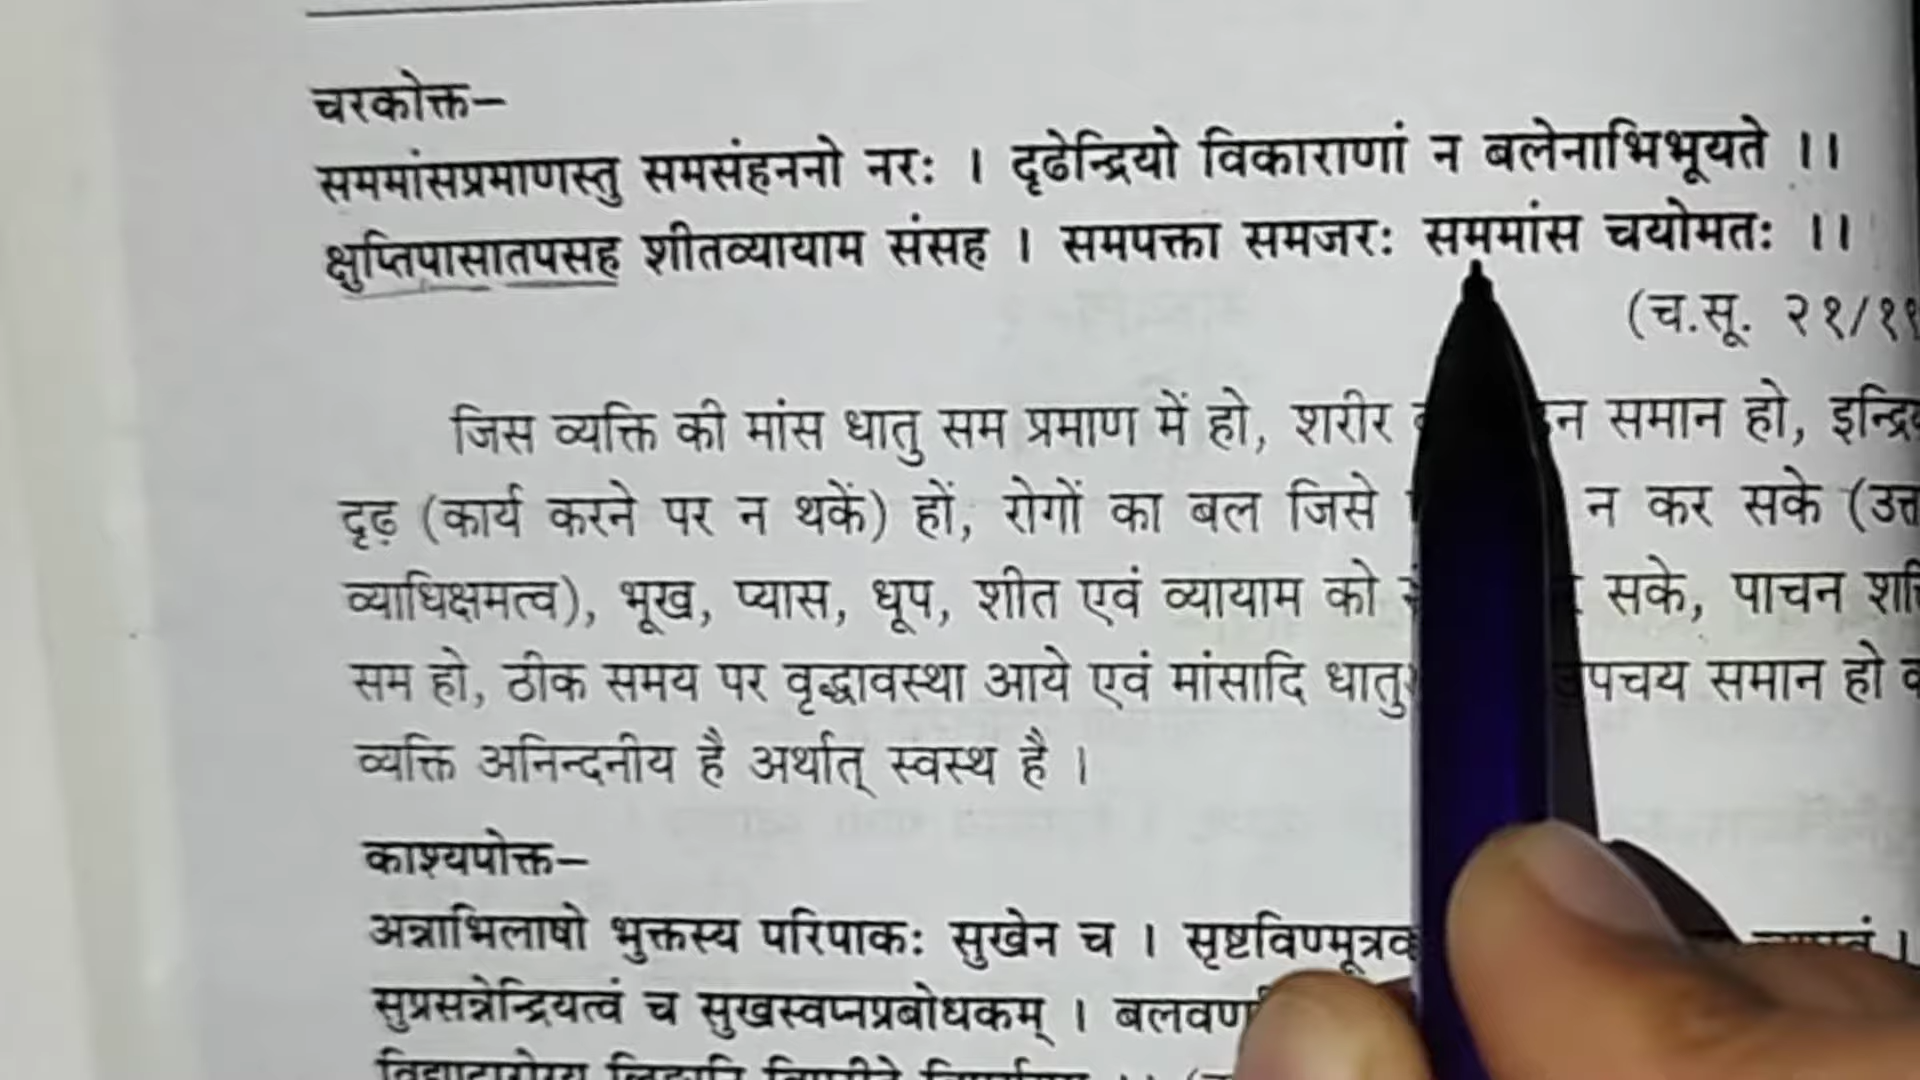 चरकोक्त–
सममांसप्रमाणस्तु समसंहननो नरः । दृढेन्द्रियो विकाराणां न बलेनाभिभूयते ।।
क्षुप्तिपासातपसह शीतव्यायाम संसह । समपक्ता समजरः सममांस चयोमतः ।।
(च.सू. २१/१९
जिस व्यक्ति की मांस धातु सम प्रमाण में हो, शरीर समान हो,
दृढ़ (कार्य करने पर न थकें) हों, रोगों का बल जिसे न कर सके
व्याधिक्षमत्व), भूख, प्यास, धूप, शीत एवं व्यायाम को सके, पाचन
सम हो, ठीक समय पर वृद्धावस्था आये एवं मांसादि समान हो
व्यक्ति अनिन्दनीय है अर्थात् स्वस्थ है ।
काश्यपोक्त–
अन्नाभिलाषो भुक्तस्य परिपाकः सुखेन च ।
सुप्रसन्नेन्द्रियत्वं च सुखस्वप्नप्रबोधकम् ।